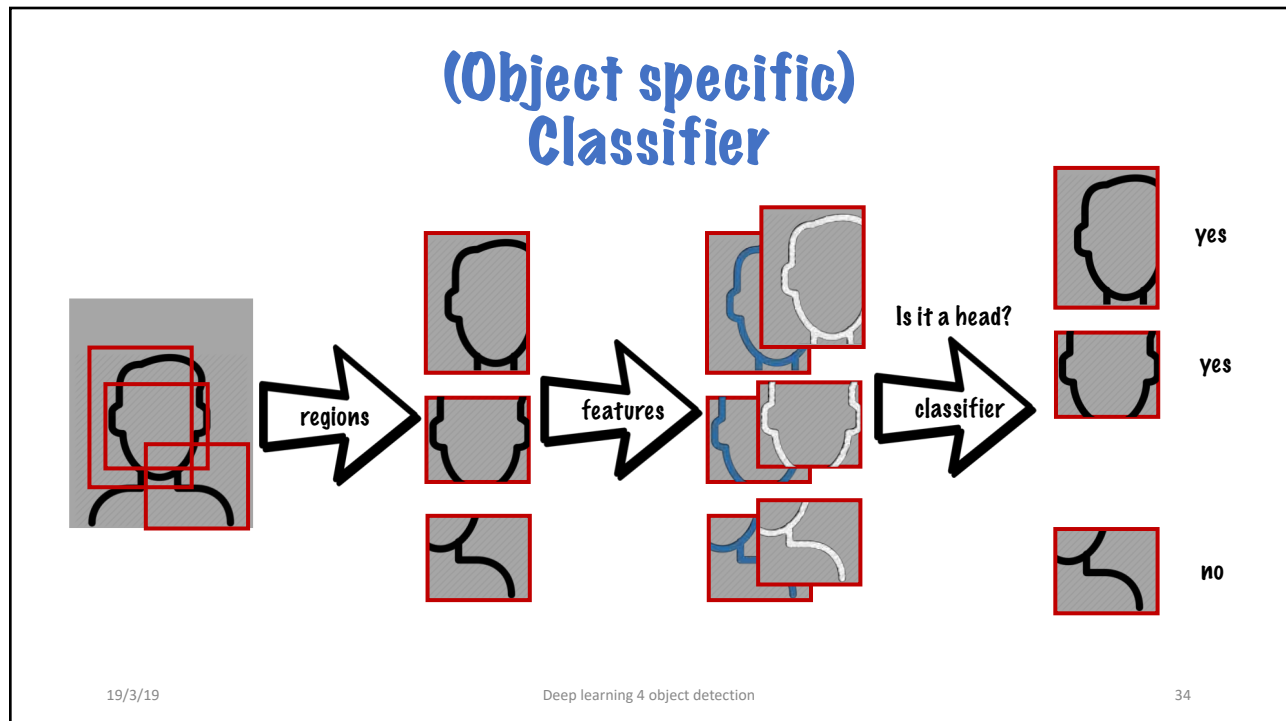 (Object specific)
Classifier
regions
features
Is it a head?
classifier
yes
yes
no
19/3/19
Deep learning 4 object detection
34